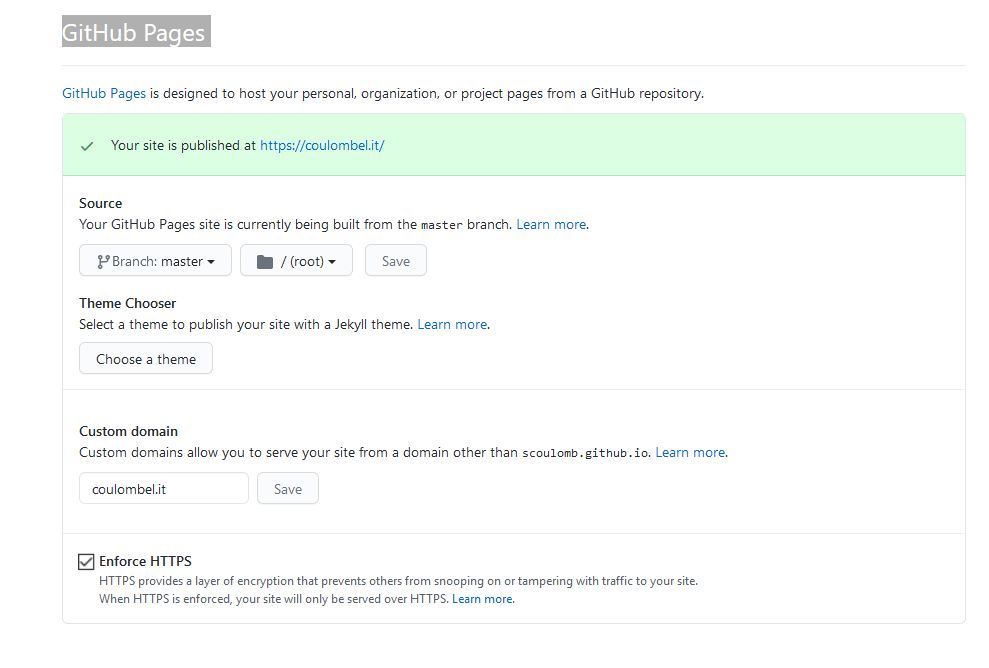 GitHub Pages
GitHub Pages is designed to host your personal, organization, or project pages from a GitHub repository.
Your site is published at https://coulombel.it/
Source
Your GitHub Pages site is currently being built from the master branch. Learn more.
Branch: master / (root) Save
Theme Chooser
Select a theme to publish your site with a Jekyll theme. Learn more.
Choose a theme
Custom domain
Custom domains allow you to serve your site from a domain other than scoulomb.github.io. Learn more.
coulombel.it Save
Enforce HTTPS
HTTPS provides a layer of encryption that prevents others from snooping on or tampering with traffic to your site.
When HTTPS is enforced, your site will only be served over HTTPS. Learn more.